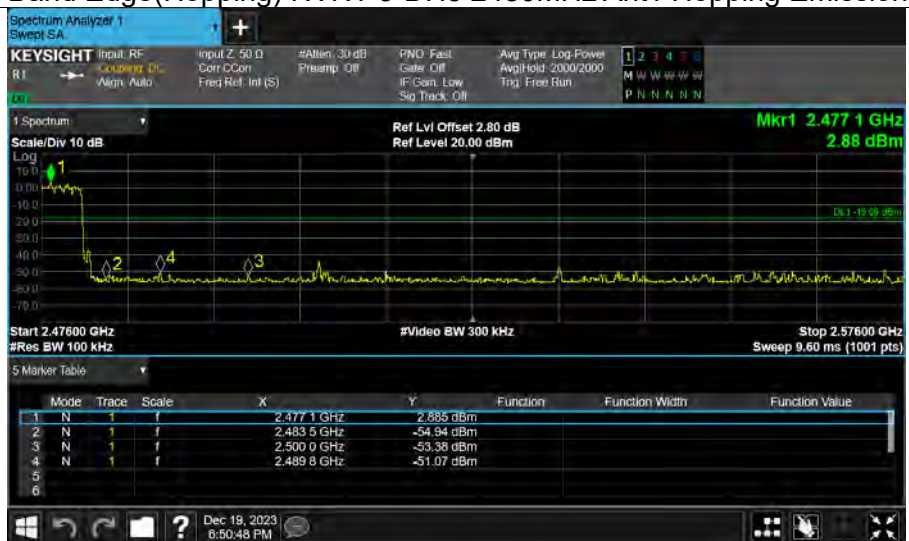 Spectrum Analyzer 1
Swept SA
+
KEYSIGHT Input: RF Input Z: 50 Ω #Atten: 30 dB PNO: Fast Avg Type: Log-Power 1 2 3 4 5 6
Coupling: DC Corr CCorr Preamp: Off Gate: Off Avg|Hold: 2000/2000 M W W W W W
Align: Auto Freq Ref: Int (S) IF Gain: Low Trig: Free Run
Sig Track: Off P N N N N N
1 Spectrum Ref Lvl Offset 2.80 dB Mkr1 2.477 1 GHz
Scale/Div 10 dB Ref Level 20.00 dBm 2.88 dBm
Log
10.0 1
0.00
-10.0
-20.0
-30.0
-40.0 2 4 3
-50.0
-60.0
-70.0
Start 2.47600 GHz #Video BW 300 kHz Stop 2.57600 GHz
#Res BW 100 kHz Sweep 9.60 ms (1001 pts)
5 Marker Table
Mode Trace Scale X Y Function Function Width Function Value
1 N 1 f 2.477 1 GHz 2.885 dBm
2 N 1 f 2.483 5 GHz -54.94 dBm
3 N 1 f 2.500 0 GHz -53.38 dBm
4 N 1 f 2.489 8 GHz -51.07 dBm
5
6
? Dec 19, 2023
6:50:48 PM